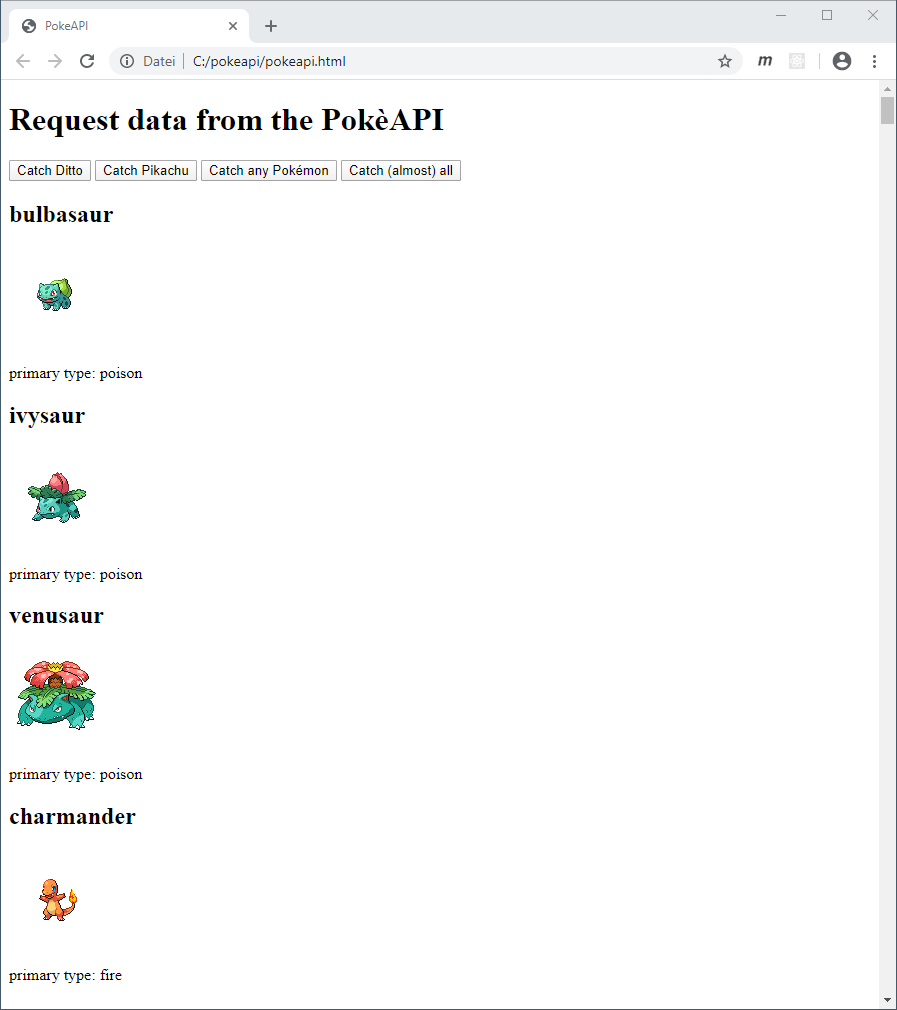 PokeAPI
Datei C:/pokeapi/pokeapi.html
Request data from the PokèAPI
Catch Ditto Catch Pikachu Catch any Pokémon Catch (almost) all
bulbasaur
primary type: poison
ivysaur
primary type: poison
venusaur
primary type: poison
charmander
primary type: fire